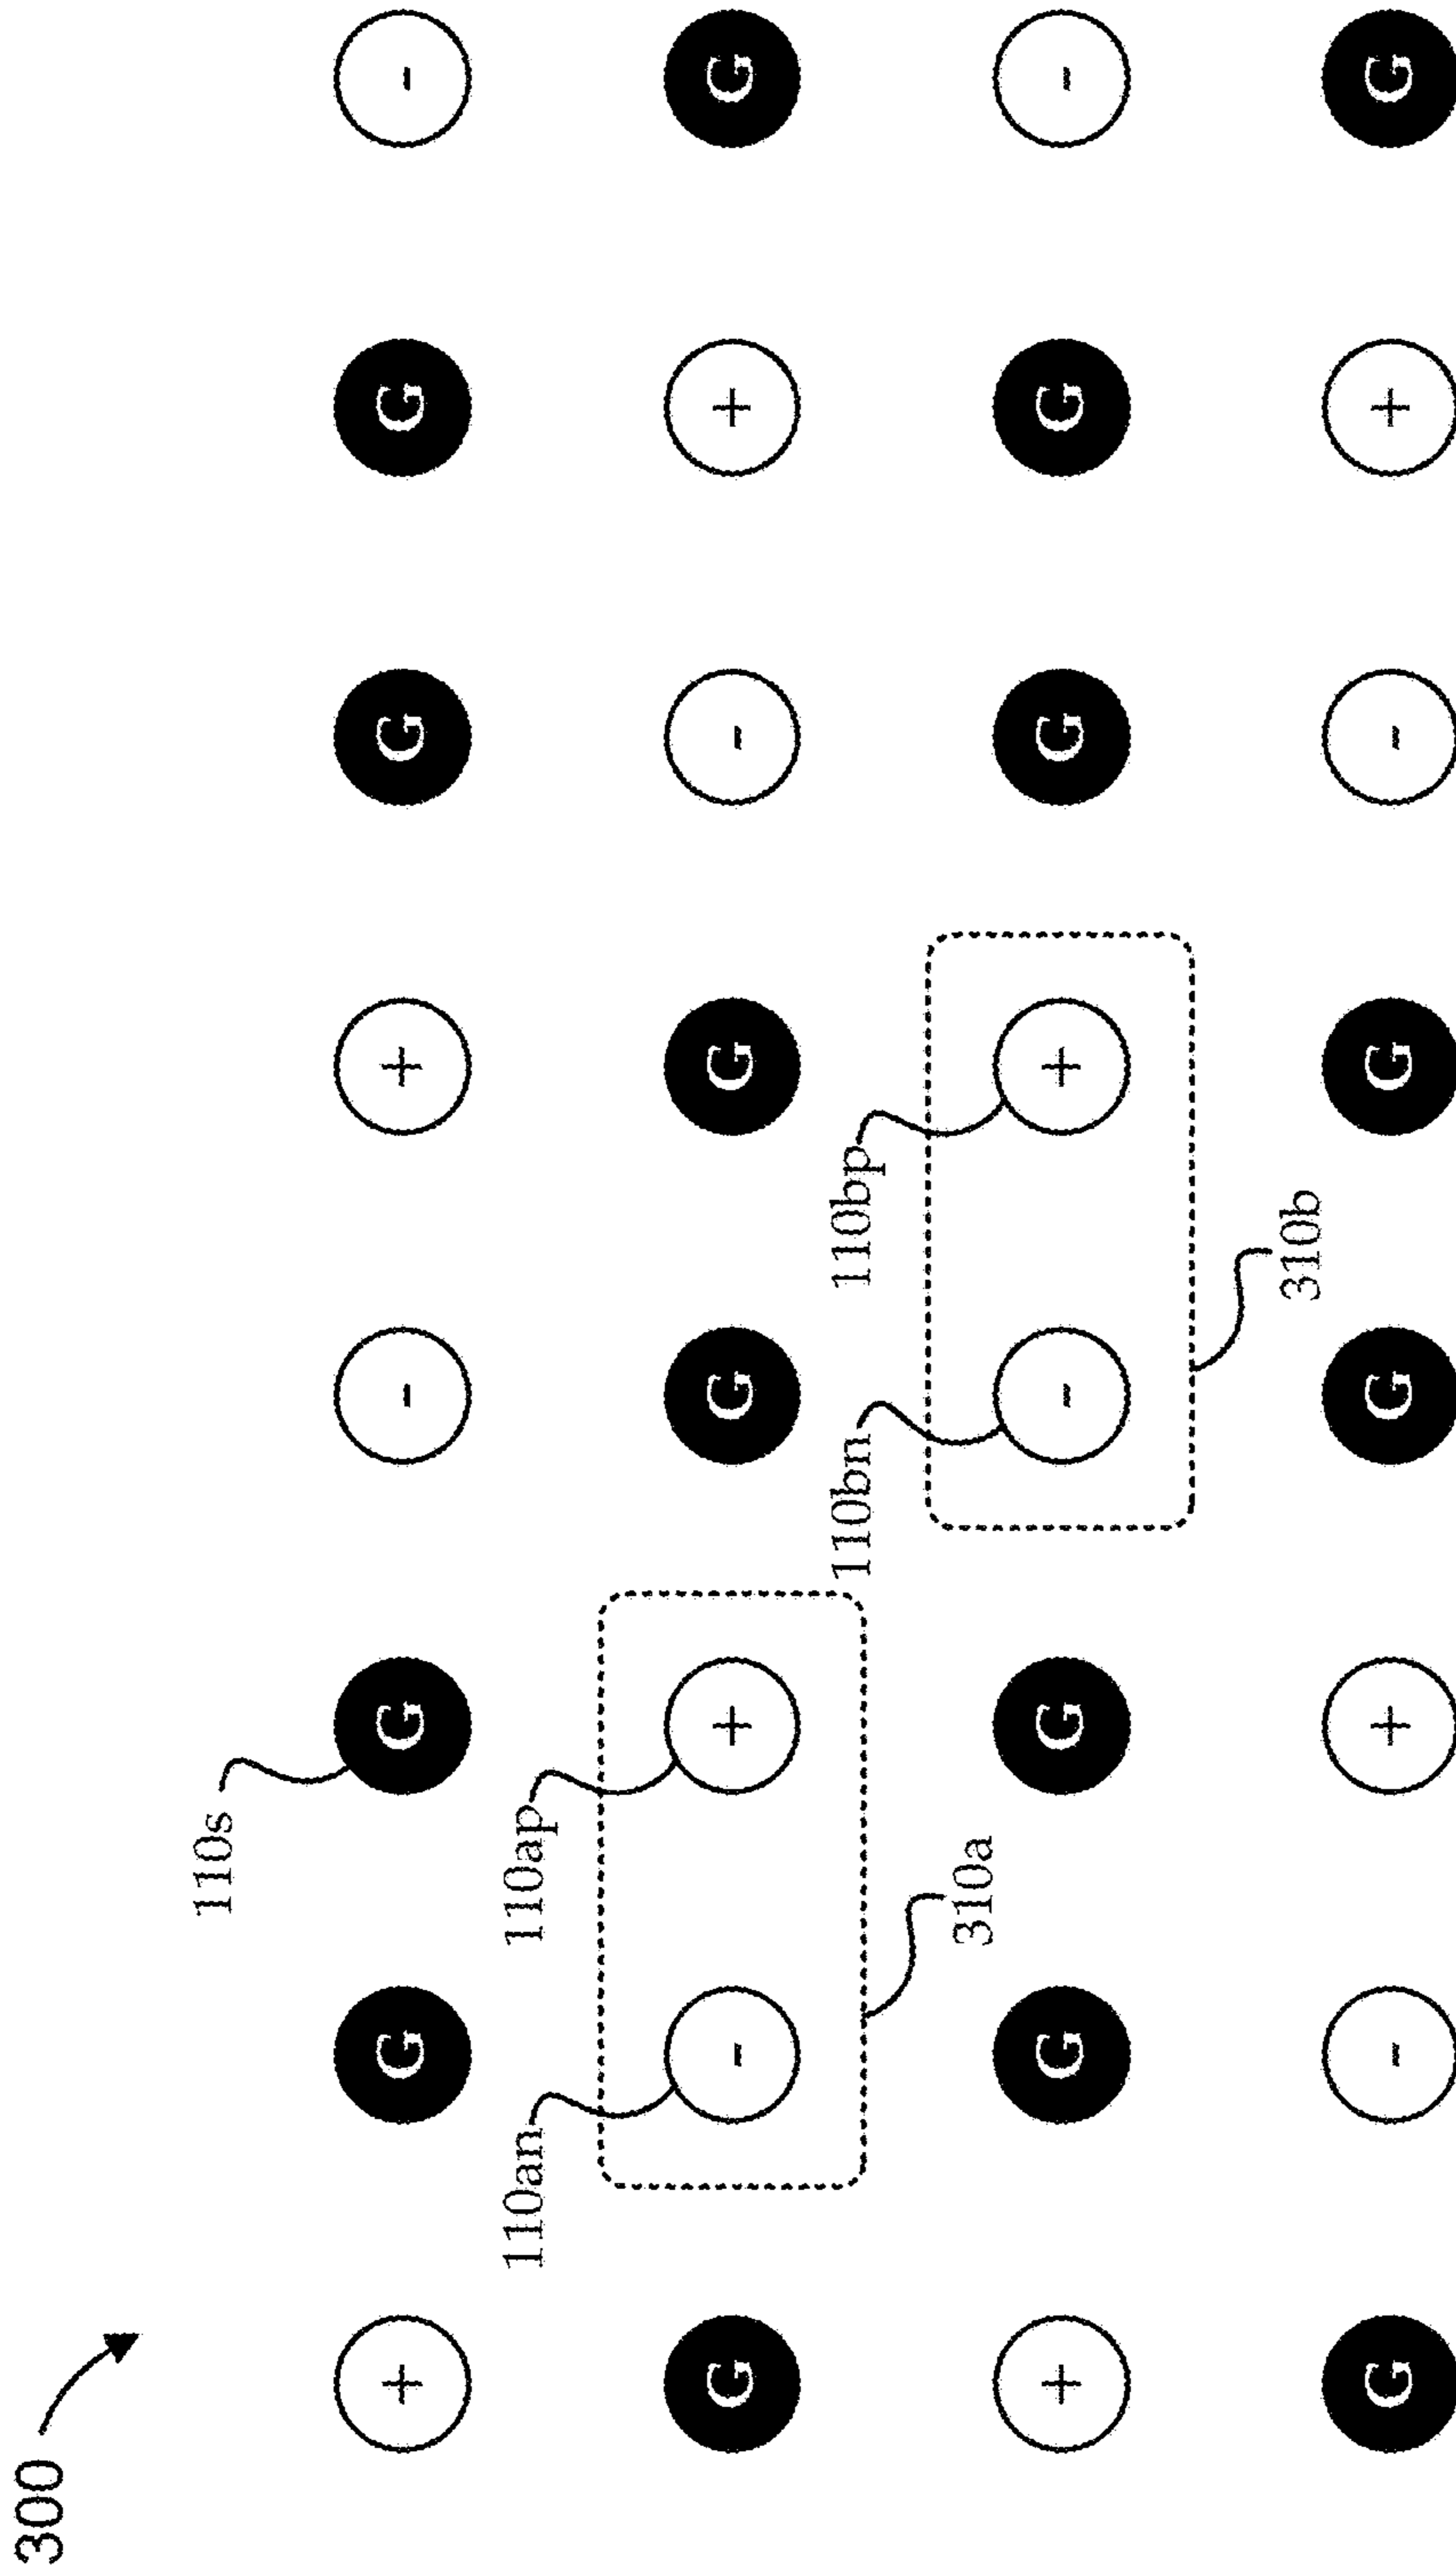 300
110s
+ G G - + G G -
110an 110ap
G - + G G - + G
110bn 110bp
310a
+ G G - + G G -
310b
G - + G G - + G